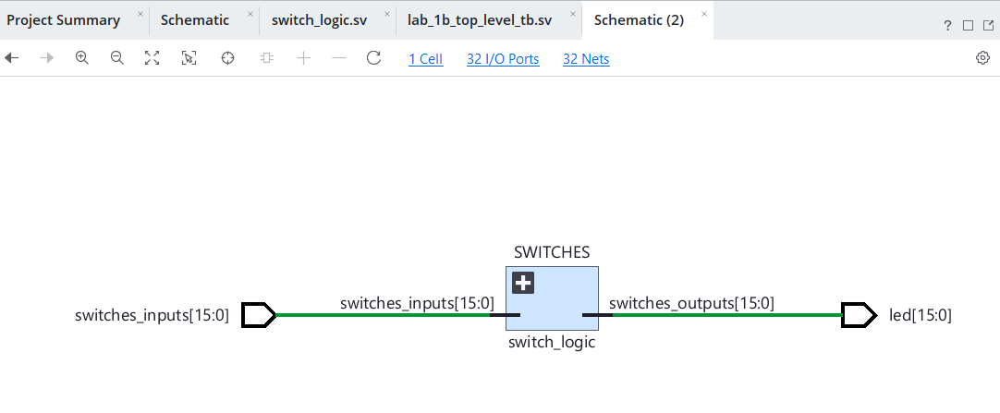 Project Summary
Schematic
switch_logic.sv
lab_1b_top_level_tb.sv
Schematic (2)
1 Cell
32 I/O Ports
32 Nets
SWITCHES
switches_inputs[15:0]
switches_inputs[15:0]
switches_outputs[15:0]
led[15:0]
switch_logic